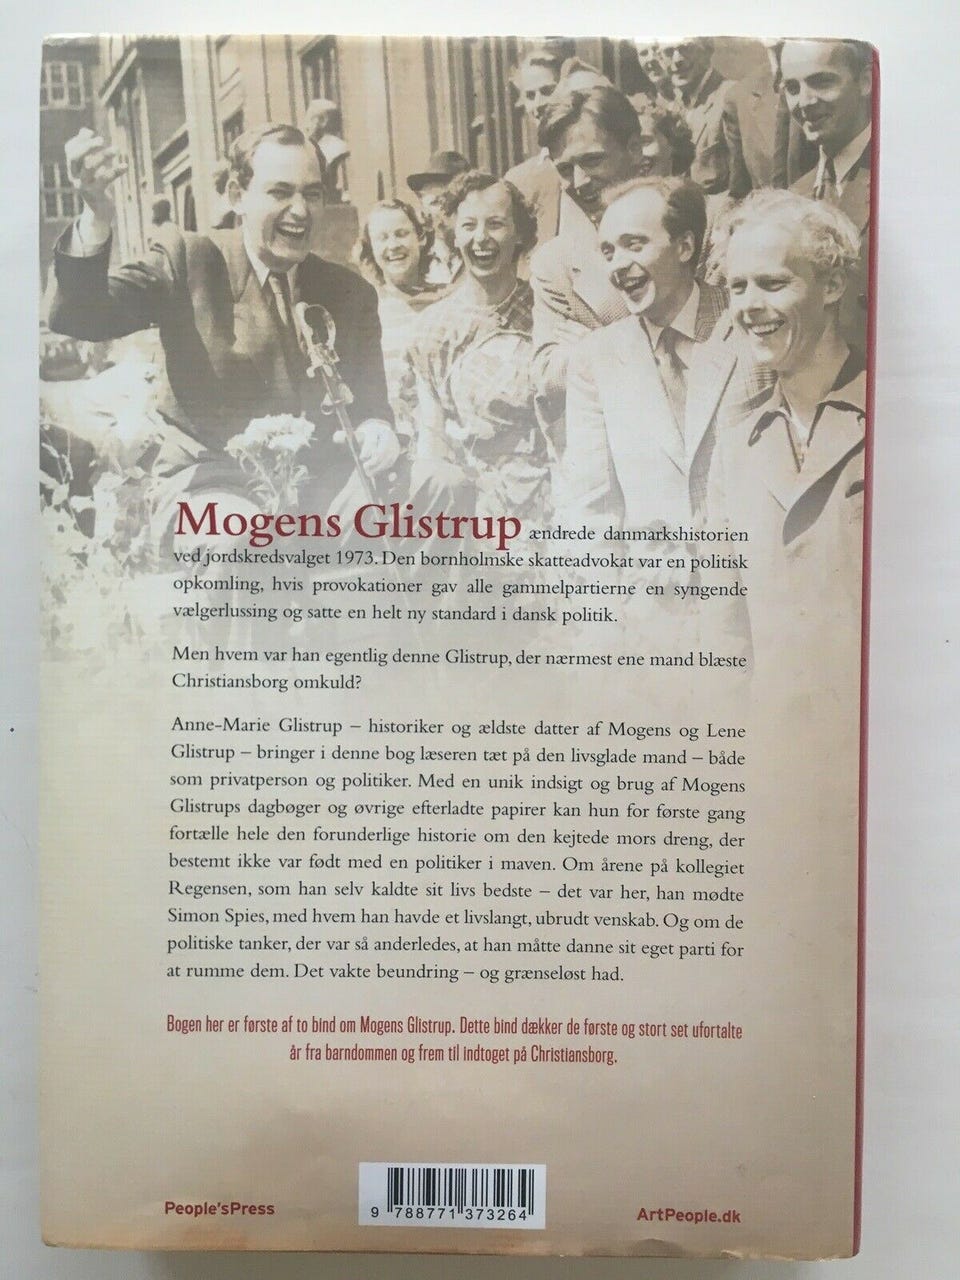 Mogens Glistrup ændrede danmarkshistorien
ved jordskredsvalget 1973. Den bornholmske skatteadvokat var en politisk
opkomling, hvis provokationer gav alle gammelpartierne en syngende
vælgerlussing og satte en helt ny standard i dansk politik.
Men hvem var han egentlig denne Glistrup, der nærmest ene mand blæste
Christiansborg omkuld?
Anne-Marie Glistrup – historiker og ældste datter af Mogens og Lene
Glistrup – bringer i denne bog læseren tæt på den livsglade mand – både
som privatperson og politiker. Med en unik indsigt og brug af Mogens
Glistrups dagbøger og øvrige efterladte papirer kan hun for første gang
fortælle hele den forunderlige historie om den kejtede mors dreng, der
bestemt ikke var født med en politiker i maven. Om årene på kollegiet
Regensen, som han selv kaldte sit livs bedste – det var her, han mødte
Simon Spies, med hvem han havde et livslangt, ubrudt venskab. Og om de
politiske tanker, der var så anderledes, at han måtte danne sit eget parti for
at rumme dem. Det vakte beundring – og grænseløst had.
Bogen her er første af to bind om Mogens Glistrup. Dette bind dækker de første og stort set ufortalte
år fra barndommen og frem til indtoget på Christiansborg.
People'sPress
9 788771 373264
ArtPeople.dk